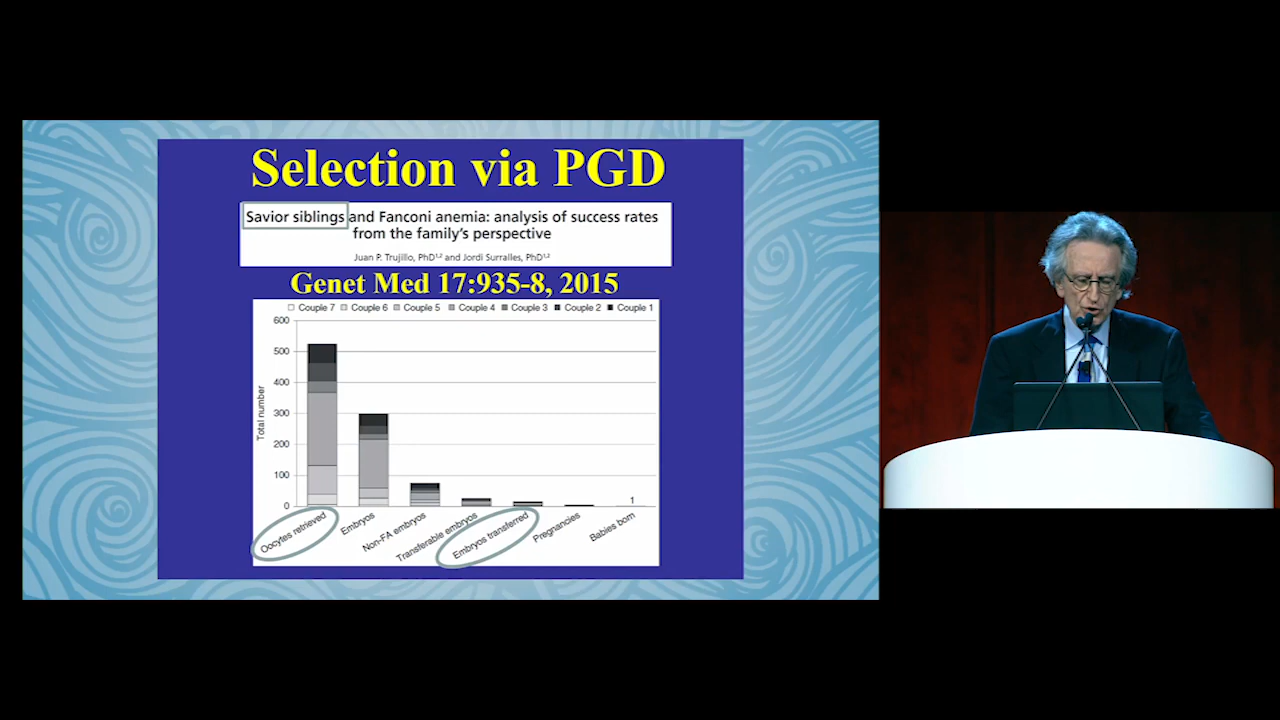 Selection via PGD
Savior siblings and Fanconi anemia: analysis of success rates
from the family's perspective
Juan P. Trujillo, PhD1,2 and Jordi Surralles, PhD1,2
Genet Med 17:935-8, 2015
Couple 7 Couple 6 Couple 5 Couple 4 Couple 3 Couple 2 Couple 1
600
500
400
300
200
100
0
Total number
1
Oocytes retrieved
Embryos
Non-FA embryos
Transferable embryos
Embryos transferred
Pregnancies
Babies born